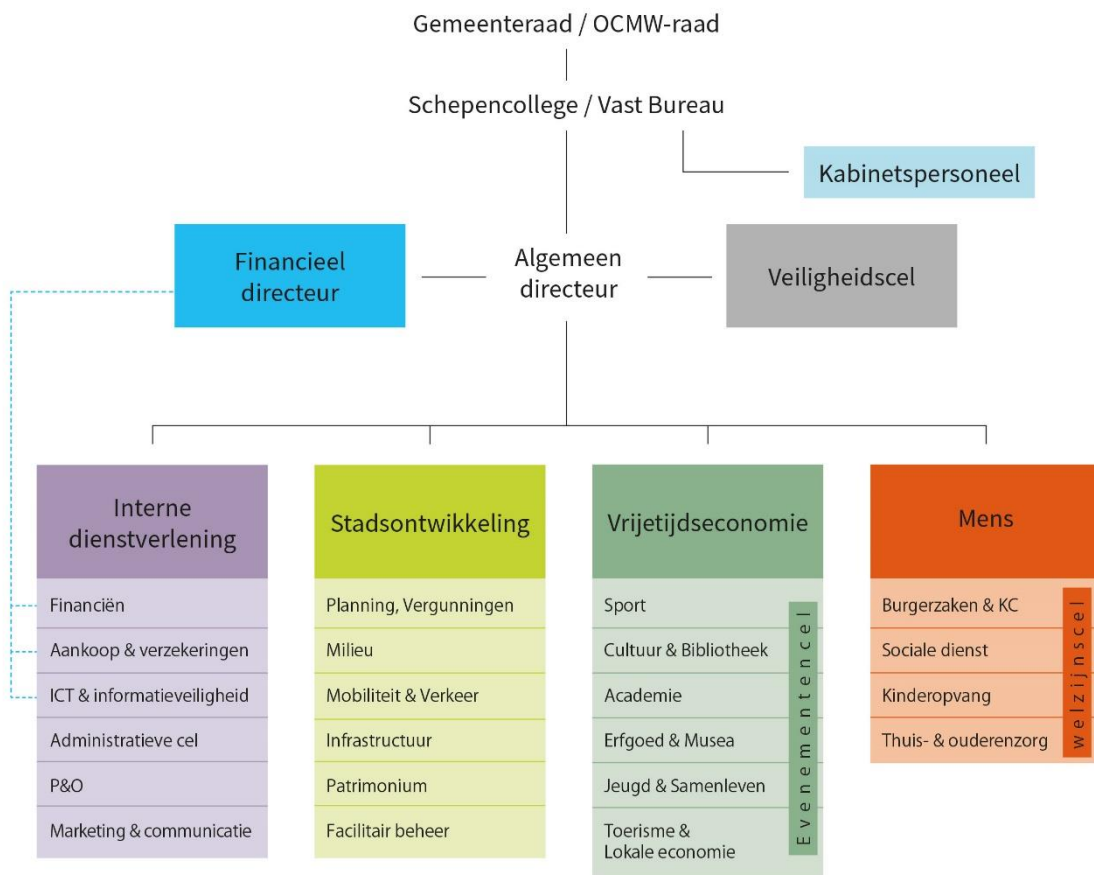 Gemeenteraad / OCMW-raad
Schepencollege / Vast Bureau
Kabinetspersoneel
Financieel
directeur
Algemeen
directeur
Veiligheidscel
Interne
dienstverlening
Financiën
Aankoop & verzekeringen
ICT & informatieveiligheid
Administratieve cel
P&O
Marketing & communicatie
Stadsontwikkeling
Planning, Vergunningen
Milieu
Mobiliteit & Verkeer
Infrastructuur
Patrimonium
Facilitair beheer
Vrijetijdseconomie
Sport
Cultuur & Bibliotheek
Academie
Erfgoed & Musea
Jeugd & Samenleven
Toerisme &
Lokale economie
Evenementencel
Mens
Burgerzaken & KC
Sociale dienst
Kinderopvang
Thuis- & ouderenzorg
welzijnscel